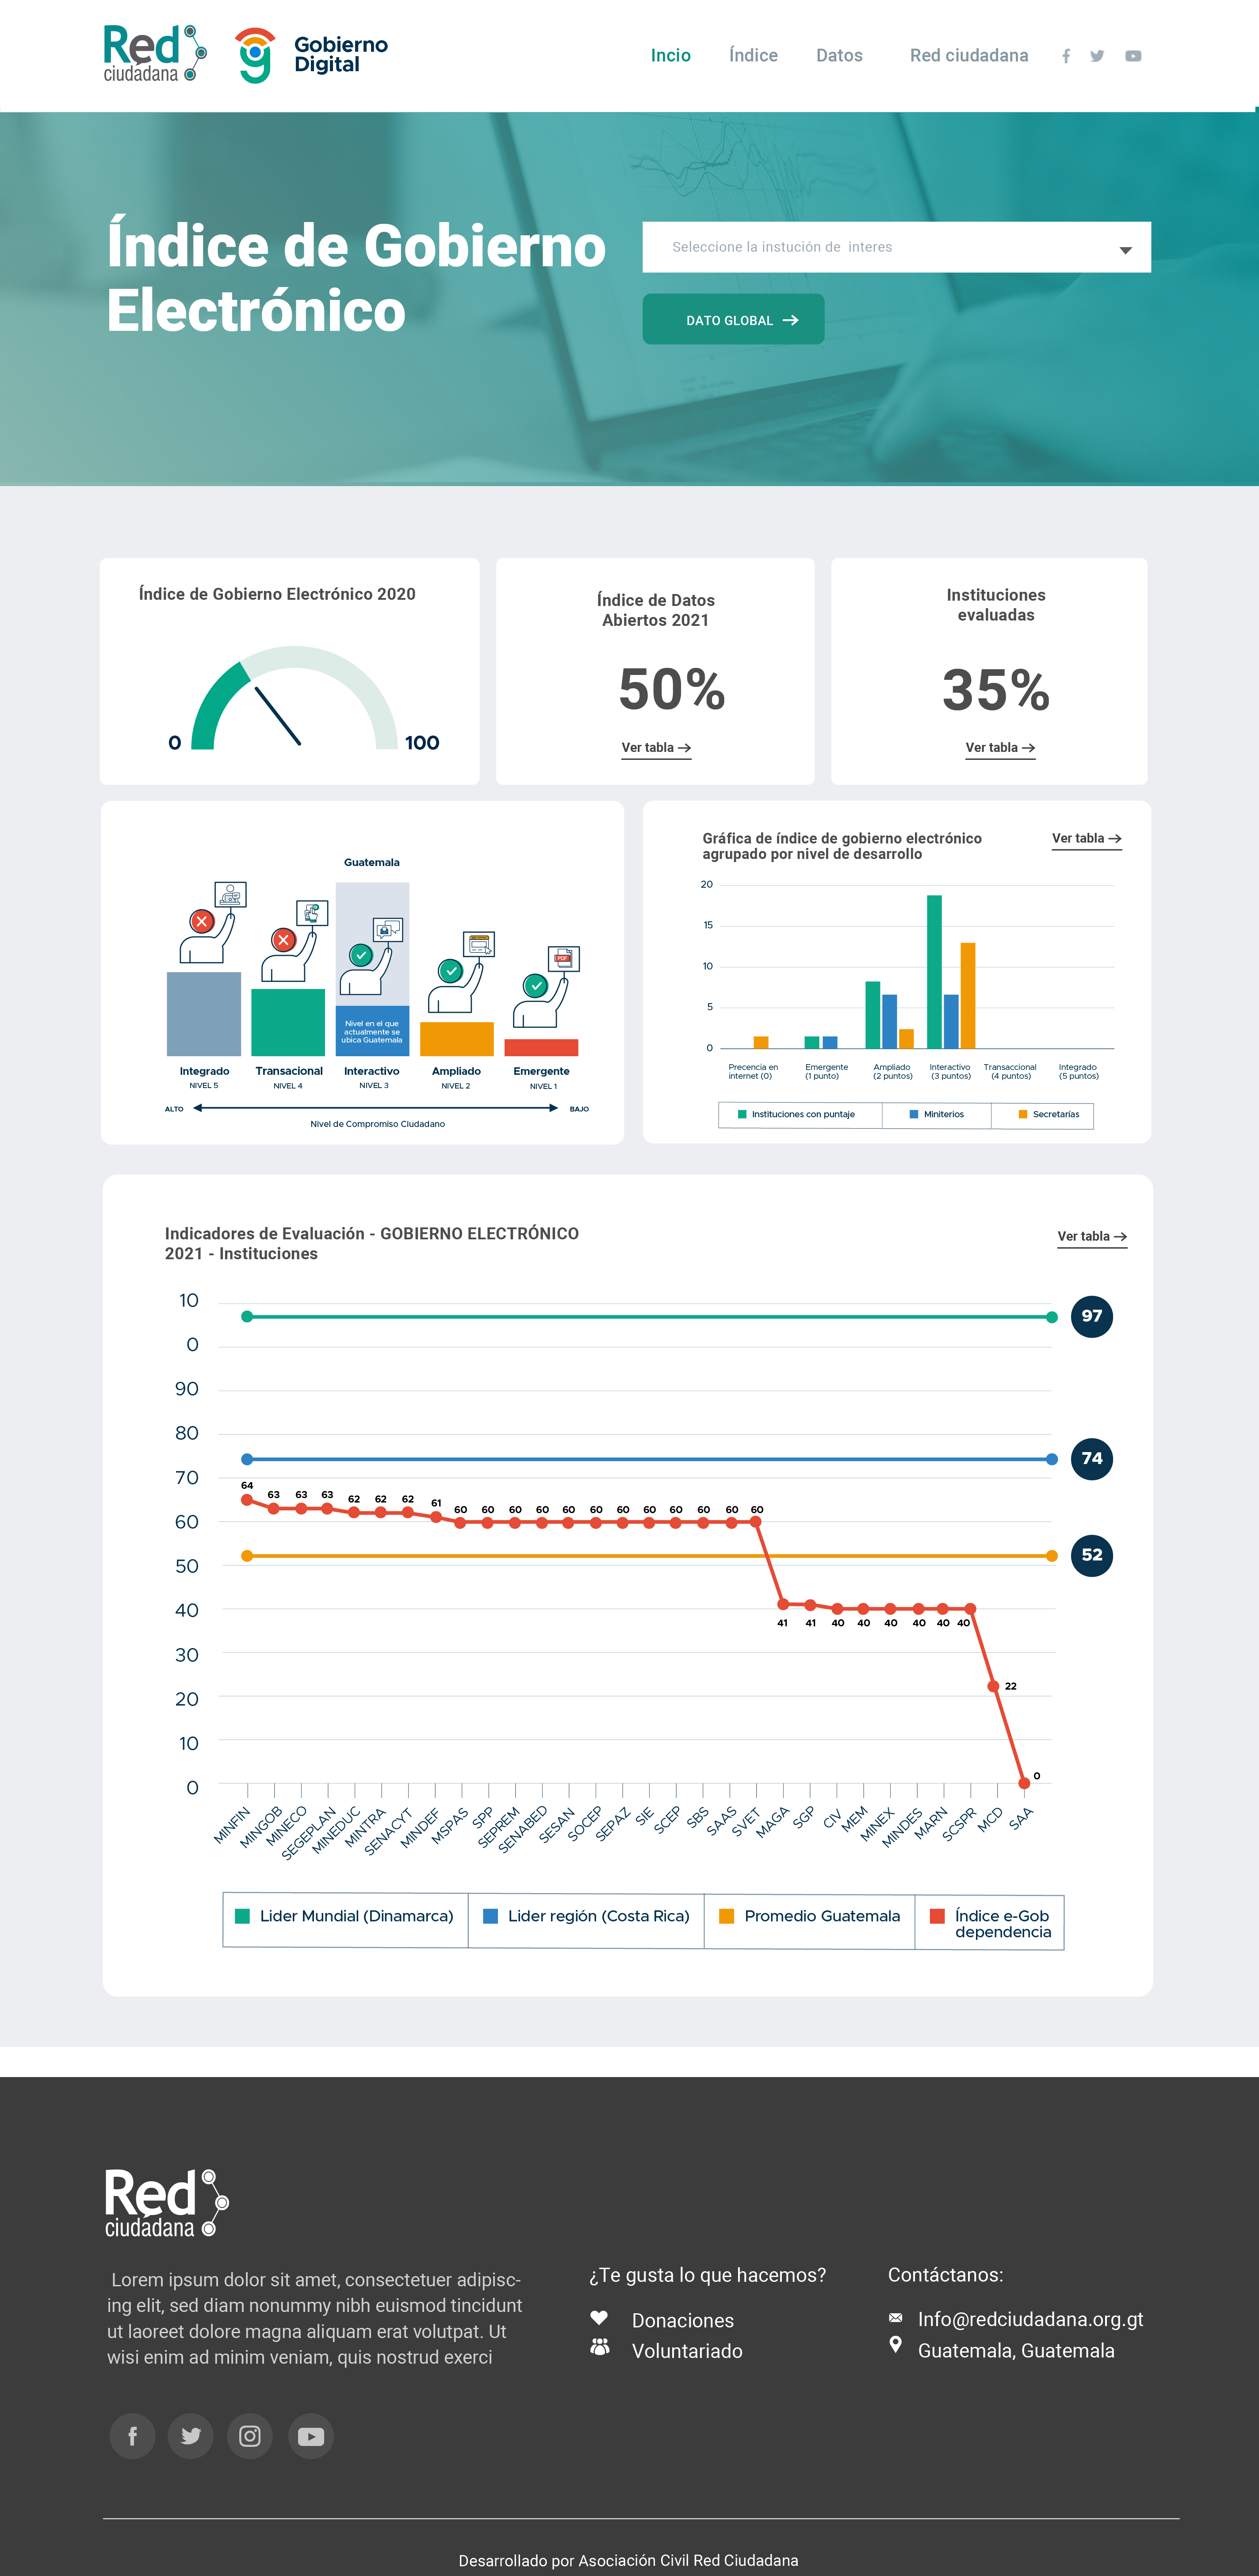 Red
ciudadana
Gobierno
Digital
Incio
Índice
Datos
Red ciudadana
Índice de Gobierno
Electrónico
Seleccione la instución de interes
DATO GLOBAL
Índice de Gobierno Electrónico 2020
0
100
Índice de Datos
Abiertos 2021
50%
Ver tabla
Instituciones
evaluadas
35%
Ver tabla
Guatemala
PDF
Nivel en el que
actualmente se
ubica Guatemala
Integrado
NIVEL 5
Transacional
NIVEL 4
Interactivo
NIVEL 3
Ampliado
NIVEL 2
Emergente
NIVEL 1
ALTO
BAJO
Nivel de Compromiso Ciudadano
Gráfica de índice de gobierno electrónico
agrupado por nivel de desarrollo
Ver tabla
20
15
10
5
0
Precencia en
internet (0)
Emergente
(1 punto)
Ampliado
(2 puntos)
Interactivo
(3 puntos)
Transaccional
(4 puntos)
Integrado
(5 puntos)
Instituciones con puntaje
Miniterios
Secretarías
Indicadores de Evaluación - GOBIERNO ELECTRÓNICO
2021 - Instituciones
Ver tabla
10
0
90
80
70
60
50
40
30
20
10
0
97
74
52
64
63
63
63
62
62
62
61
60
60
60
60
60
60
60
60
60
60
60
60
41
41
40
40
40
40
40
40
22
0
MINFIN
MINGOB
MINECO
SEGEPLAN
MINEDUC
MINTRA
SENACYT
MINDEF
MSPAS
SPP
SEPREM
SENABED
SESAN
SOCEP
SEPAZ
SIE
SCEP
SBS
SAAS
SVET
MAGA
SGP
CIV
MEM
MINEX
MINDES
MARN
SCSPR
MCD
SAA
Lider Mundial (Dinamarca)
Lider región (Costa Rica)
Promedio Guatemala
Índice e-Gob
dependencia
Red
ciudadana
Lorem ipsum dolor sit amet, consectetuer adipisc-
ing elit, sed diam nonummy nibh euismod tincidunt
ut laoreet dolore magna aliquam erat volutpat. Ut
wisi enim ad minim veniam, quis nostrud exerci
¿Te gusta lo que hacemos?
Donaciones
Voluntariado
Contáctanos:
Info@redciudadana.org.gt
Guatemala, Guatemala
Desarrollado por Asociación Civil Red Ciudadana